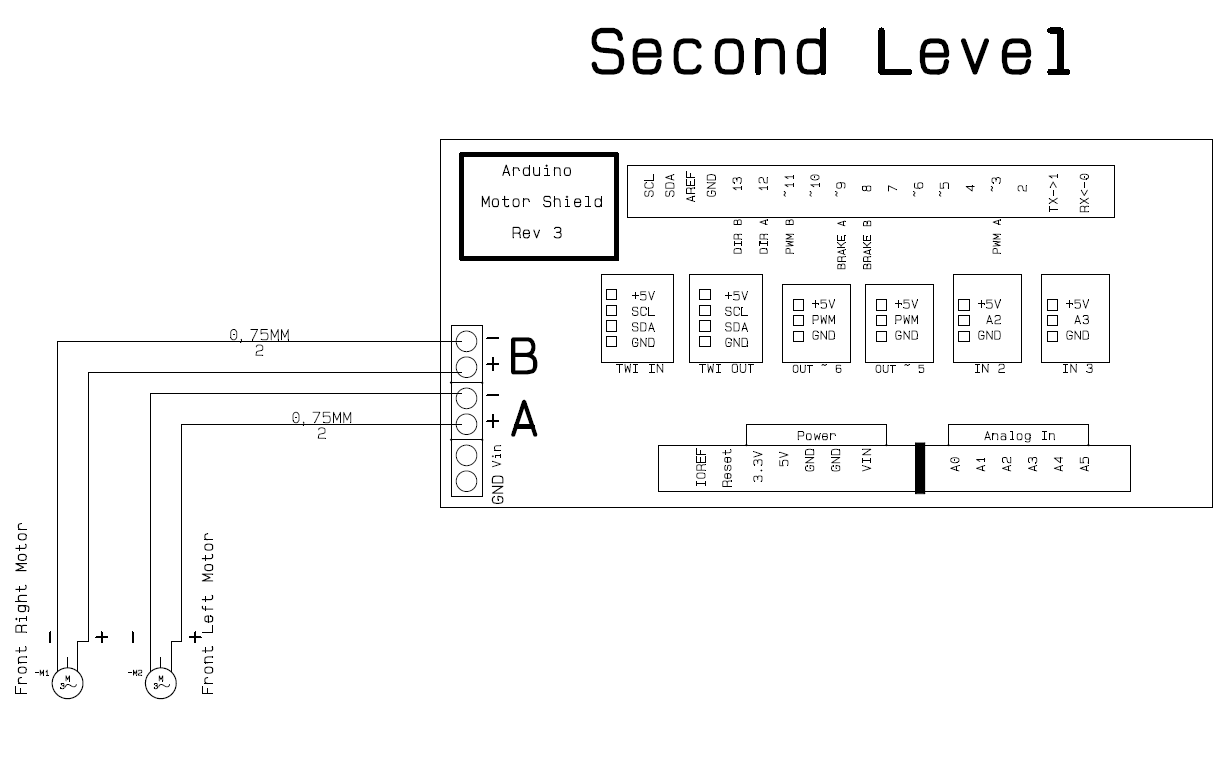 Second Level
Arduino
Motor Shield
Rev 3
SCL
SDA
AREF
GND
13
12
~11
~10
~9
8
7
~6
~5
4
~3
2
TX->1
RX<-0
DIR B
DIR A
PWM B
BRAKE A
BRAKE B
PWM A
+5V
SCL
SDA
GND
TWI IN
+5V
SCL
SDA
GND
TWI OUT
+5V
PWM
GND
OUT ~ 6
+5V
PWM
GND
OUT ~ 5
+5V
A2
GND
IN 2
+5V
A3
GND
IN 3
0,75MM
2
- B
+
-
+ A
0,75MM
2
Vin
GND
Power
Analog In
IOREF
Reset
3.3V
5V
GND
GND
VIN
A0
A1
A2
A3
A4
A5
Front Right Motor
- +
-M1
M
3~
Front Left Motor
- +
-M2
M
3~